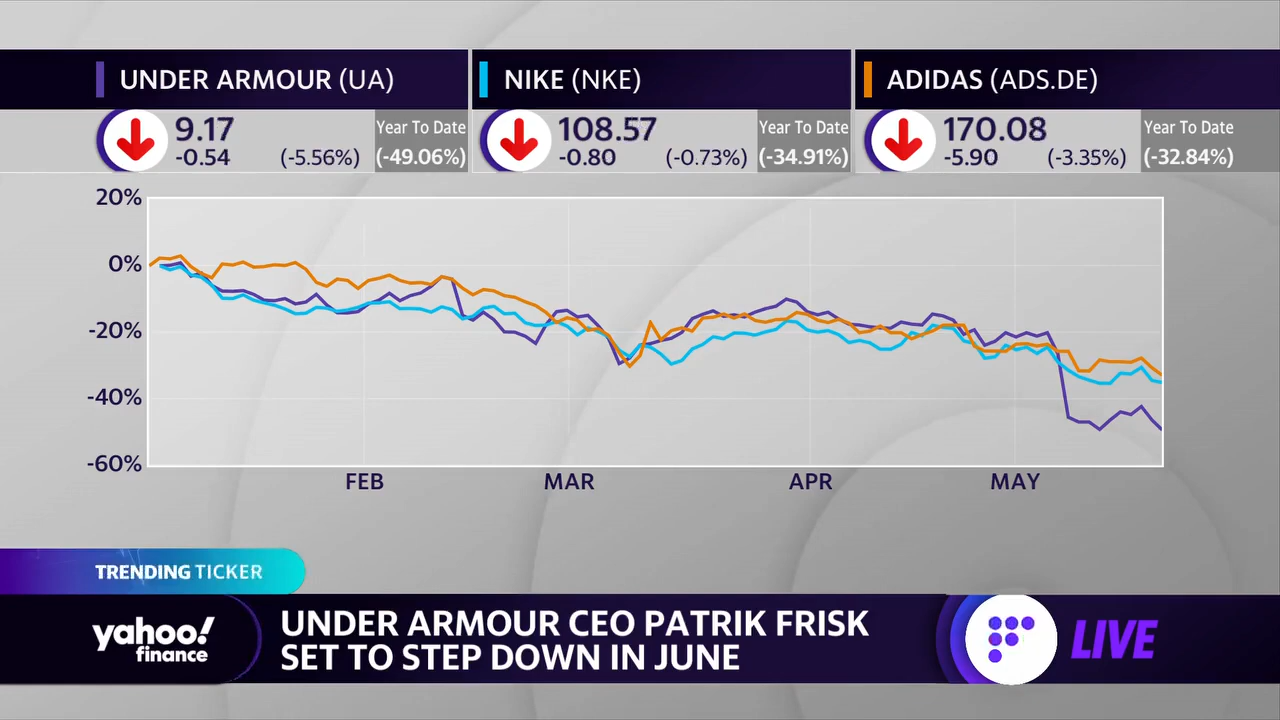 UNDER ARMOUR (UA)
9.17
-0.54 (-5.56%)
Year To Date
(-49.06%)
NIKE (NKE)
108.57
-0.80 (-0.73%)
Year To Date
(-34.91%)
ADIDAS (ADS.DE)
170.08
-5.90 (-3.35%)
Year To Date
(-32.84%)
20%
0%
-20%
-40%
-60%
FEB MAR APR MAY
TRENDING TICKER
yahoo!
finance
UNDER ARMOUR CEO PATRIK FRISK
SET TO STEP DOWN IN JUNE
LIVE